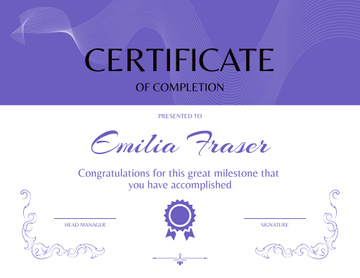 CERTIFICATE
OF COMPLETION
PRESENTED TO
Emilia Fraser
Congratulations for this great milestone that
you have accomplished
HEAD MANAGER
SIGNATURE